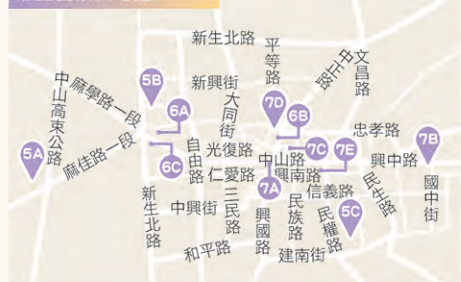 新生北路
平等路
中正路
文昌路
中山高速公路
麻學路一段
5B
新興街
大同街
6A
7D
6B
忠孝路
5A
麻佳路一段
6C
自由路
光復路
中山路
7C
7E
興中路
7B
仁愛路
7A
興南路
信義路
民生路
國中街
新生北路
中興街
三民路
興國路
民族路
民權路
5C
和平路
建南街